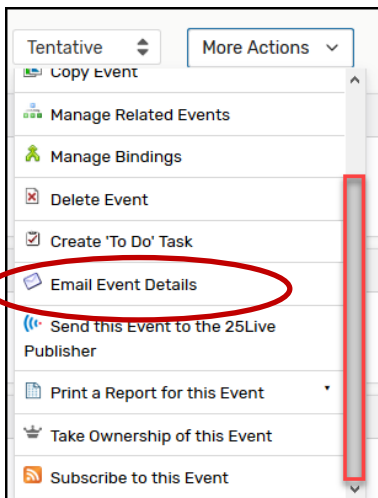 Tentative
More Actions
Copy Event
Manage Related Events
Manage Bindings
Delete Event
Create 'To Do' Task
Email Event Details
Send this Event to the 25Live
Publisher
Print a Report for this Event
Take Ownership of this Event
Subscribe to this Event